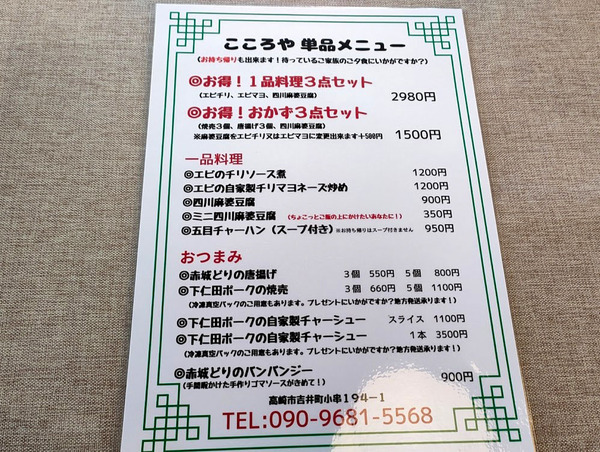 こころや 単品メニュー
(お持ち帰りも出来ます！持っているご家族のご夕食にいかがですか？)
◎お得！１品料理３点セット
(エビチリ、エビマヨ、四川麻婆豆腐) 2980円
◎お得！おかず３点セット
(焼売３個、唐揚げ３個、四川麻婆豆腐)
※麻婆豆腐をエビチリ又はエビマヨに変更出来ます＋500円 1500円
一品料理
◎エビのチリソース煮 1200円
◎エビの自家製チリマヨネーズ炒め 1200円
◎四川麻婆豆腐 900円
◎ミニ四川麻婆豆腐 (ちょこっとご飯の上にかけたいあなたに！) 350円
◎五目チャーハン（スープ付き）※お持ち帰りはスープ付きません 950円
おつまみ
◎赤城どりの唐揚げ ３個 550円 ５個 800円
◎下仁田ポークの焼売 ３個 660円 ５個 1100円
(冷凍真空パックのご用意もあります。プレゼントにいかがですか？地方発送承ります！)
◎下仁田ポークの自家製チャーシュー スライス 1100円
◎下仁田ポークの自家製チャーシュー １本 3500円
(冷凍真空パックのご用意もあります。プレゼントにいかがですか？地方発送承ります！)
◎赤城どりのバンバンジー 900円
(手間暇かけた手作りゴマソースがきめて！)
高崎市吉井町小串１９４－１
TEL:090-9681-5568